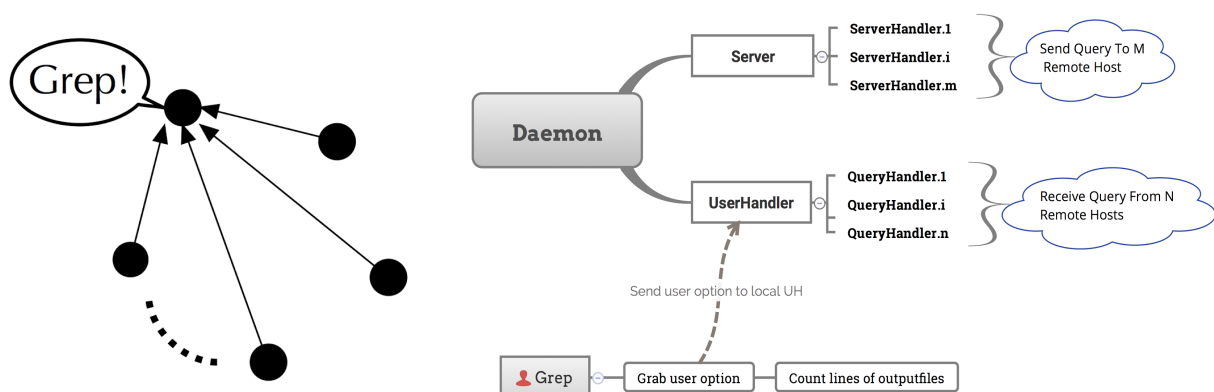 Grep!
Daemon
Server
ServerHandler.1
ServerHandler.i
ServerHandler.m
Send Query To M
Remote Host
UserHandler
QueryHandler.1
QueryHandler.i
QueryHandler.n
Receive Query From N
Remote Hosts
Send user option to local UH
Grep
Grab user option
Count lines of outputfiles